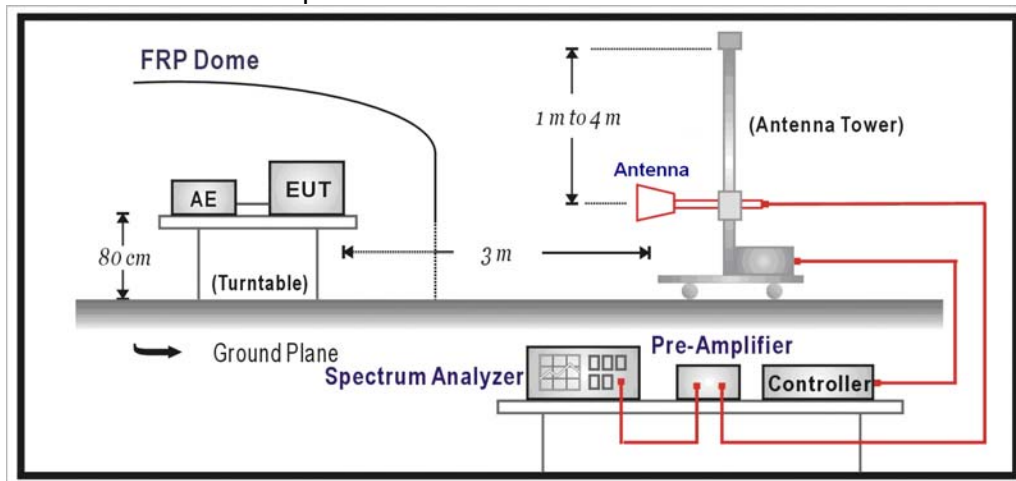 FRP Dome
1 m to 4 m
(Antenna Tower)
Antenna
AE
EUT
80 cm
3 m
(Turntable)
Ground Plane
Pre-Amplifier
Spectrum Analyzer
Controller